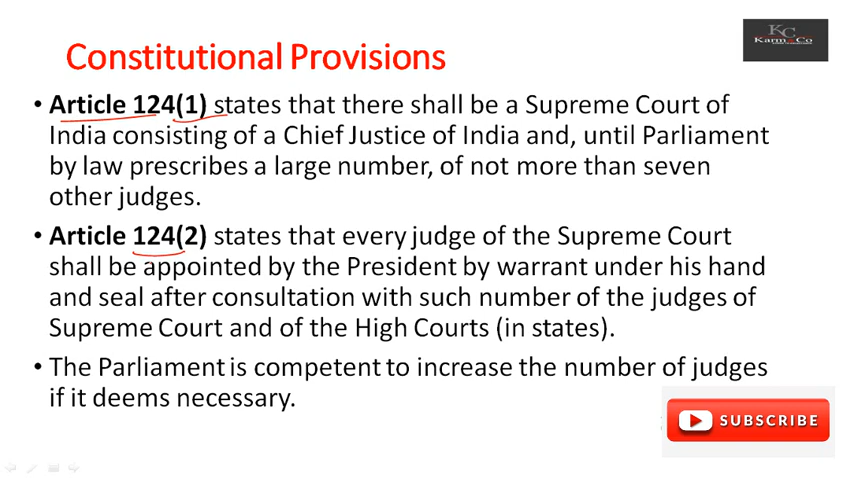 Constitutional Provisions
KC
Karm Co
• Article 124(1) states that there shall be a Supreme Court of
India consisting of a Chief Justice of India and, until Parliament
by law prescribes a large number, of not more than seven
other judges.
• Article 124(2) states that every judge of the Supreme Court
shall be appointed by the President by warrant under his hand
and seal after consultation with such number of the judges of
Supreme Court and of the High Courts (in states).
• The Parliament is competent to increase the number of judges
if it deems necessary.
SUBSCRIBE